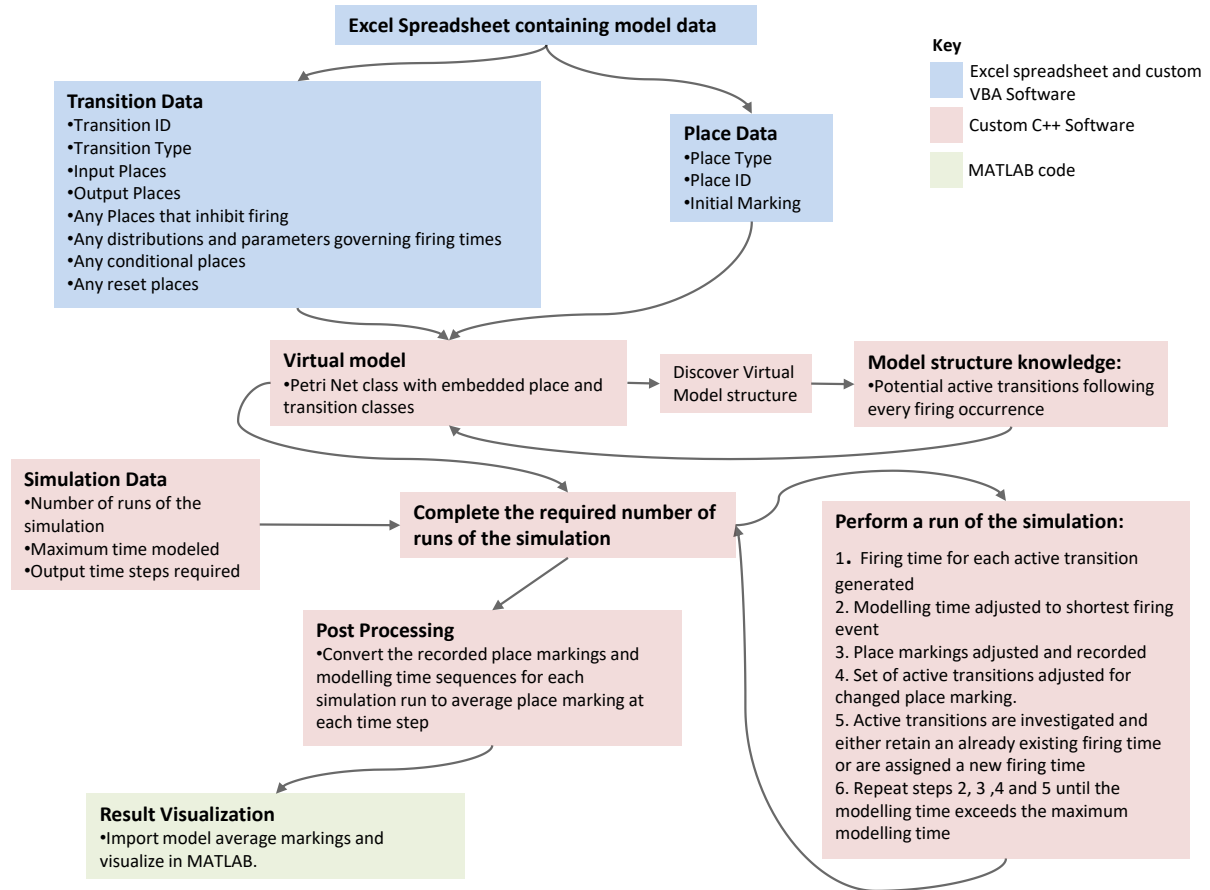 Excel Spreadsheet containing model data
Key
Excel spreadsheet and custom
VBA Software
Custom C++ Software
MATLAB code
Transition Data
•Transition ID
•Transition Type
•Input Places
•Output Places
•Any Places that inhibit firing
•Any distributions and parameters governing firing times
•Any conditional places
•Any reset places
Place Data
•Place Type
•Place ID
•Initial Marking
Virtual model
•Petri Net class with embedded place and
transition classes
Discover Virtual
Model structure
Model structure knowledge:
•Potential active transitions following
every firing occurrence
Simulation Data
•Number of runs of the
simulation
•Maximum time modeled
•Output time steps required
Complete the required number of
runs of the simulation
Perform a run of the simulation:
1. Firing time for each active transition
generated
2. Modelling time adjusted to shortest firing
event
3. Place markings adjusted and recorded
4. Set of active transitions adjusted for
changed place marking.
5. Active transitions are investigated and
either retain an already existing firing time
or are assigned a new firing time
6. Repeat steps 2, 3 ,4 and 5 until the
modelling time exceeds the maximum
modelling time
Post Processing
•Convert the recorded place markings and
modelling time sequences for each
simulation run to average place marking at
each time step
Result Visualization
•Import model average markings and
visualize in MATLAB.